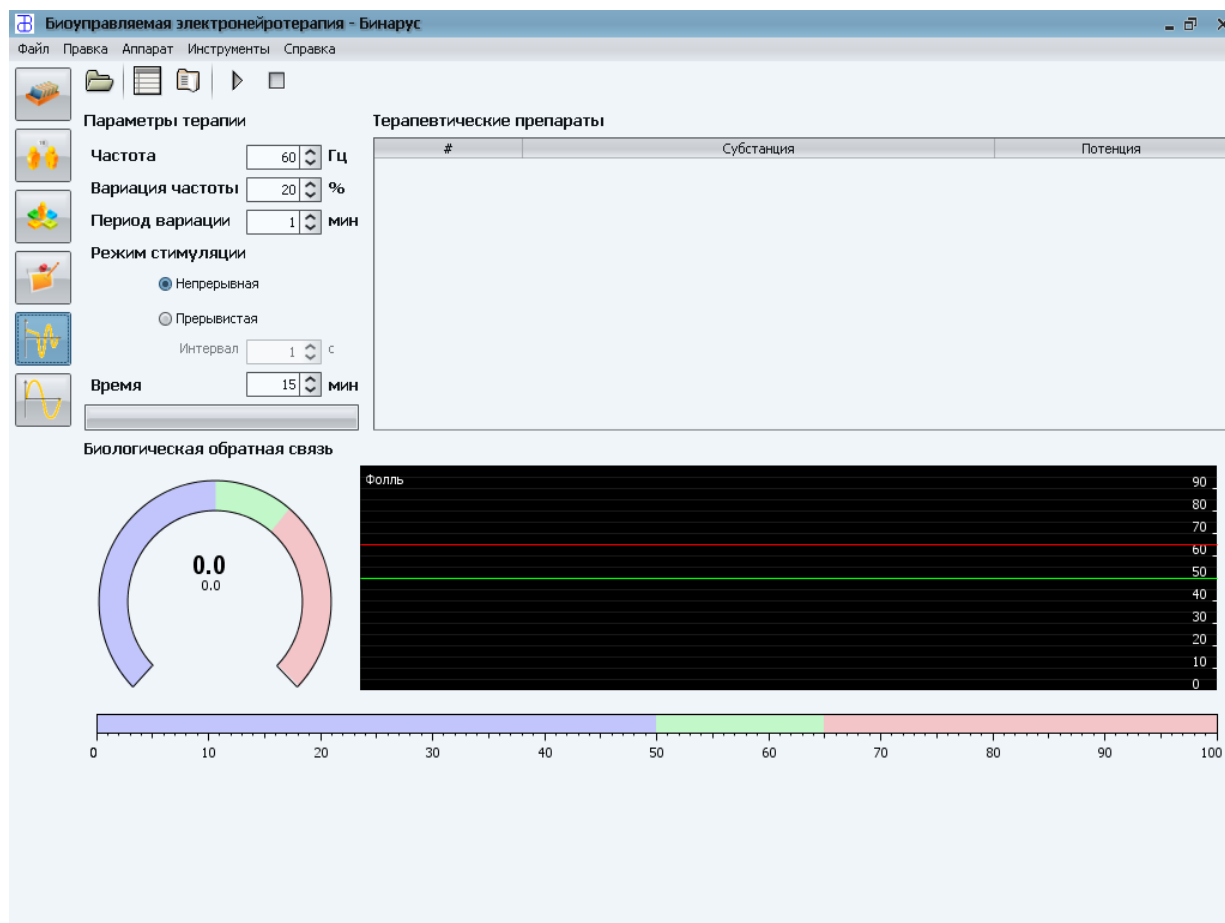 Биоуправляемая электронейротерапия - Бинарус
Файл Правка Аппарат Инструменты Справка
Параметры терапии
Частота 60 Гц
Вариация частоты 20 %
Период вариации 1 мин
Режим стимуляции
Непрерывная
Прерывистая
Интервал 1 с
Время 15 мин
Терапевтические препараты
# Субстанция Потенция
Биологическая обратная связь
0.0
0.0
Фолль
90
80
70
60
50
40
30
20
10
0
0 10 20 30 40 50 60 70 80 90 100